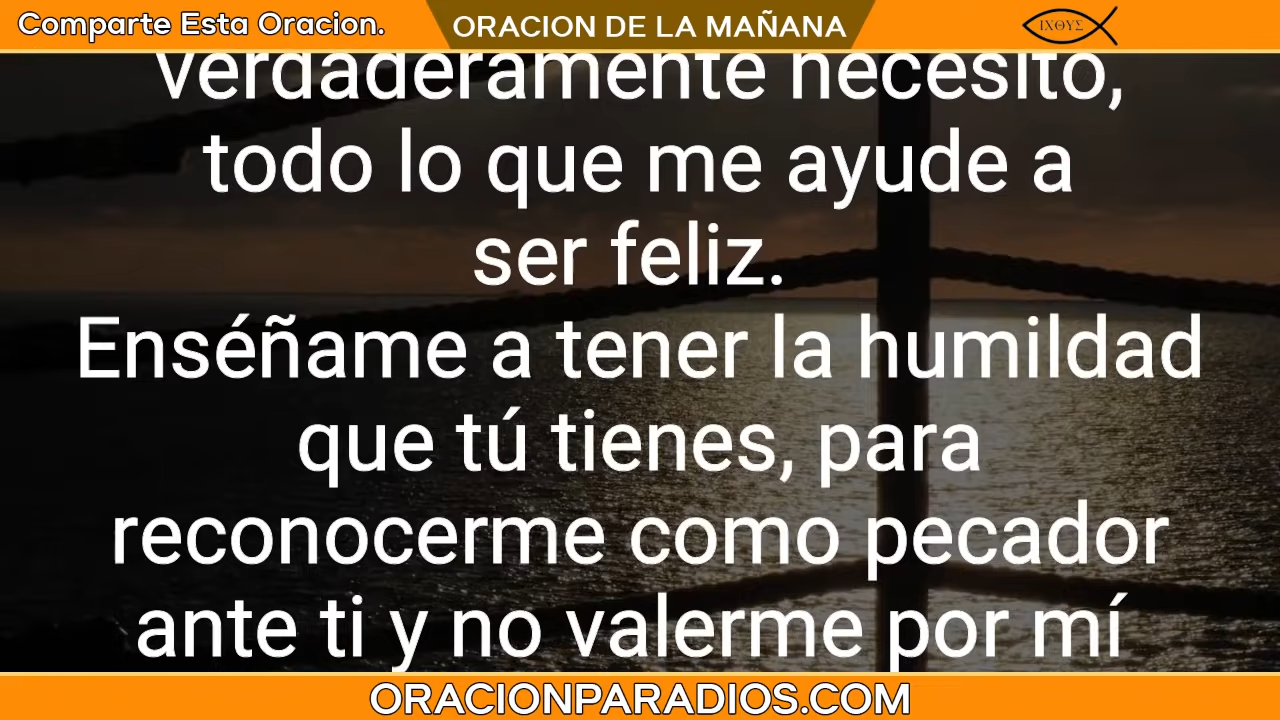 Comparte Esta Oracion.
ORACION DE LA MAÑANA
ΙΧΘΥΣ
verdaderamente necesito,
todo lo que me ayude a
ser feliz.
Enséñame a tener la humildad
que tú tienes, para
reconocerme como pecador
ante ti y no valerme por mí
ORACIONPARADIOS.COM